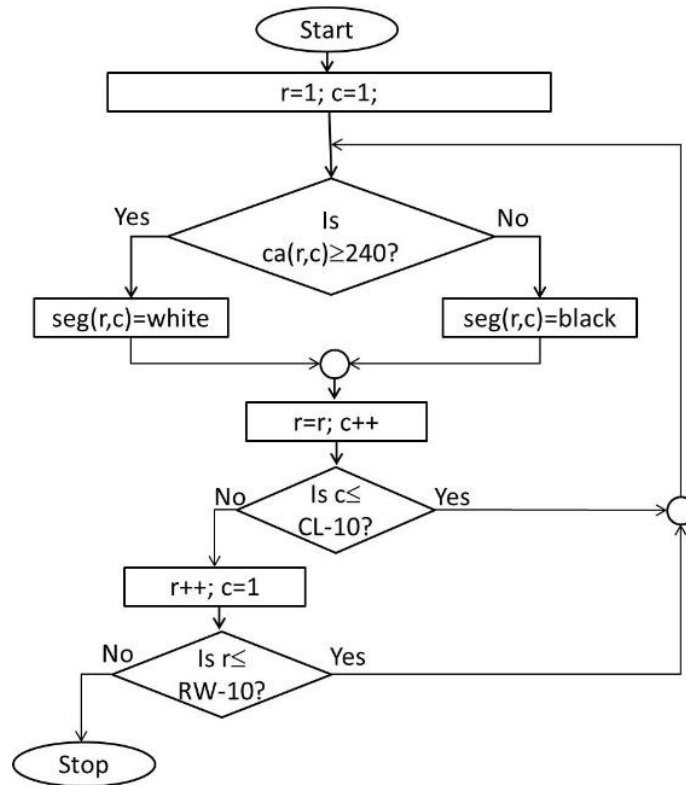 Start
r=1; c=1;
Yes
Is
ca(r,c)≥240?
No
seg(r,c)=white
seg(r,c)=black
r=r; c++
No
Is c≤
CL-10?
Yes
r++; c=1
No
Is r≤
RW-10?
Yes
Stop